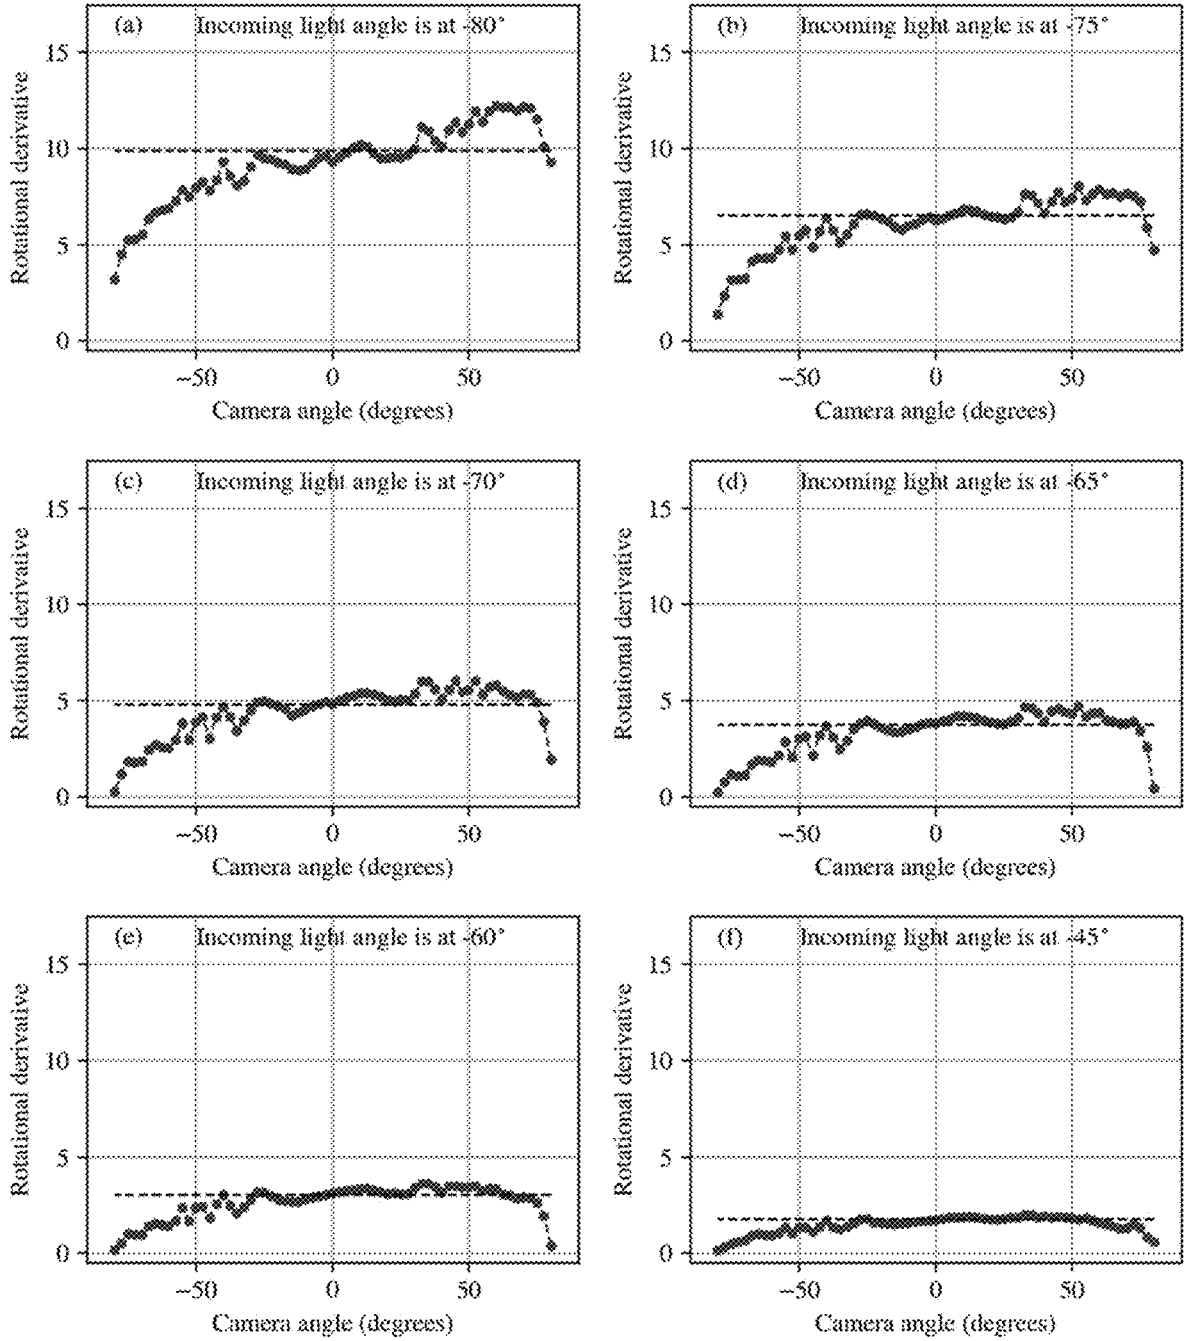 (a) Incoming light angle is at -80°
15
10
5
0
Rotational derivative
−50 0 50
Camera angle (degrees)
(b) Incoming light angle is at -75°
15
10
5
0
Rotational derivative
−50 0 50
Camera angle (degrees)
(c) Incoming light angle is at -70°
15
10
5
0
Rotational derivative
−50 0 50
Camera angle (degrees)
(d) Incoming light angle is at -65°
15
10
5
0
Rotational derivative
−50 0 50
Camera angle (degrees)
(e) Incoming light angle is at -60°
15
10
5
0
Rotational derivative
−50 0 50
Camera angle (degrees)
(f) Incoming light angle is at -45°
15
10
5
0
Rotational derivative
−50 0 50
Camera angle (degrees)